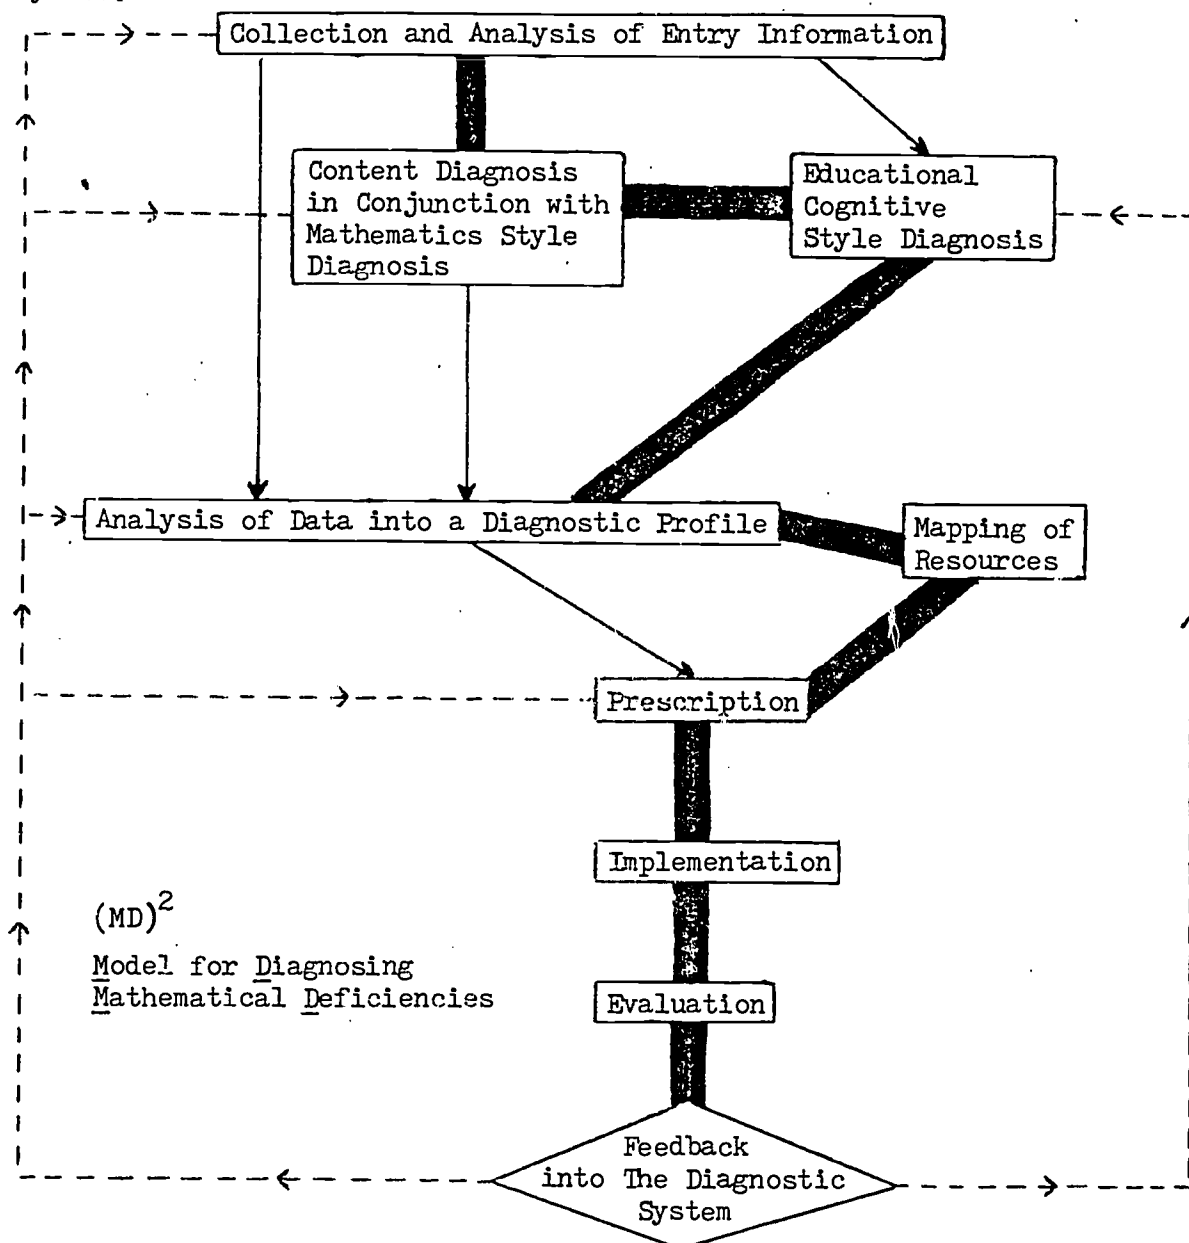 Collection and Analysis of Entry Information
Content Diagnosis
in Conjunction with
Mathematics Style
Diagnosis
Educational
Cognitive
Style Diagnosis
Analysis of Data into a Diagnostic Profile
Mapping of
Resources
Prescription
Implementation
(MD)²
Model for Diagnosing
Mathematical Deficiencies
Evaluation
Feedback
into The Diagnostic
System